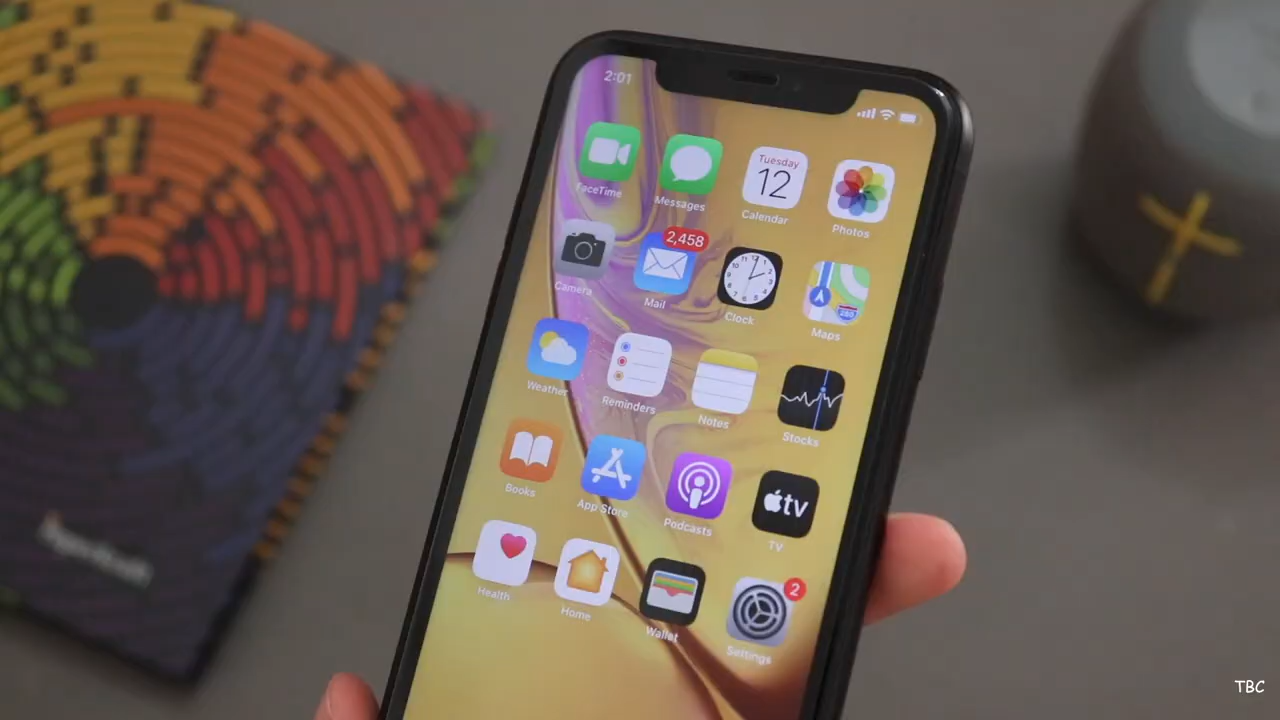 2:01
Tuesday
12
FaceTime
Messages
Calendar
Photos
2,458
Camera
Mail
Clock
Maps
280
Weather
Reminders
Notes
Stocks
Books
App Store
Podcasts
tv
TV
2
Health
Home
Wallet
Settings
TBC